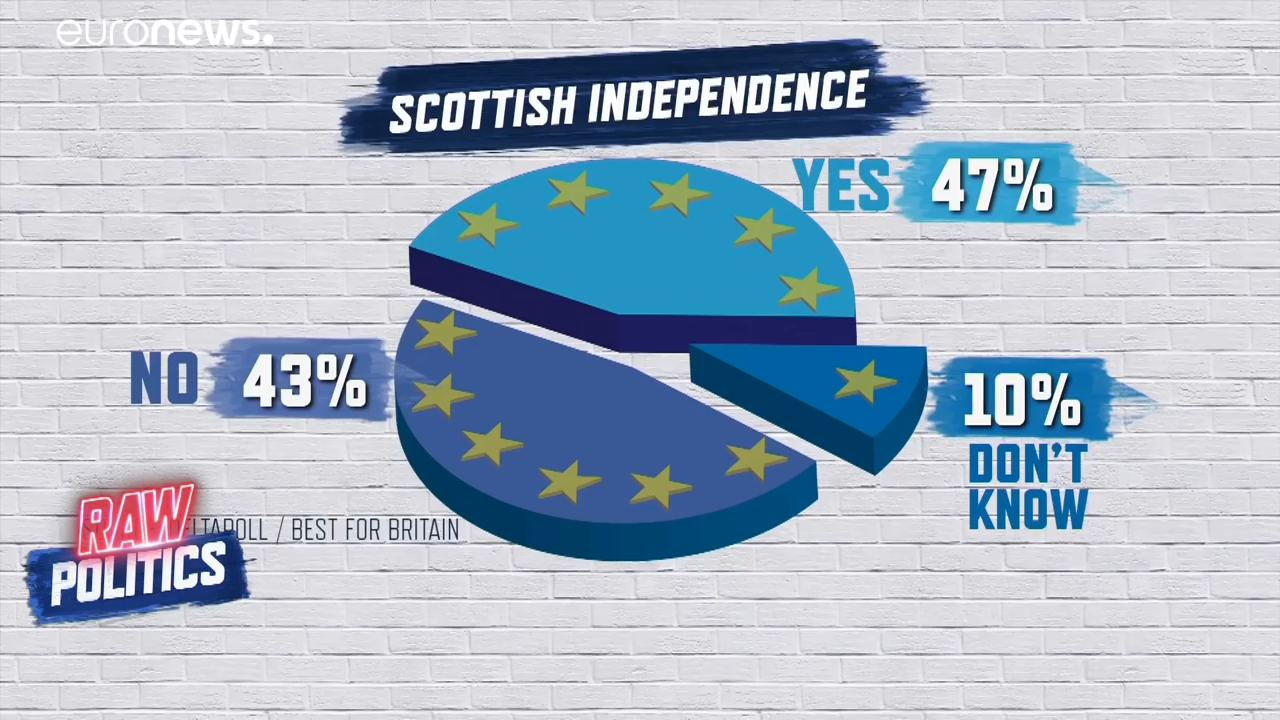 euronews.
SCOTTISH INDEPENDENCE
YES 47%
NO 43%
10%
DON'T
KNOW
RAW
POLITICS
/ BEST FOR BRITAIN